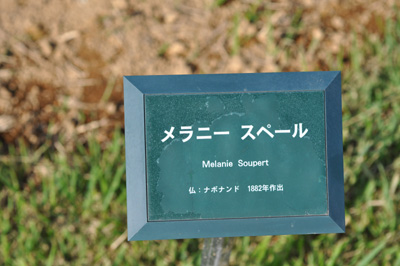 メラニー スペール
Melanie Soupert
仏：ナボナンド 1882年作出